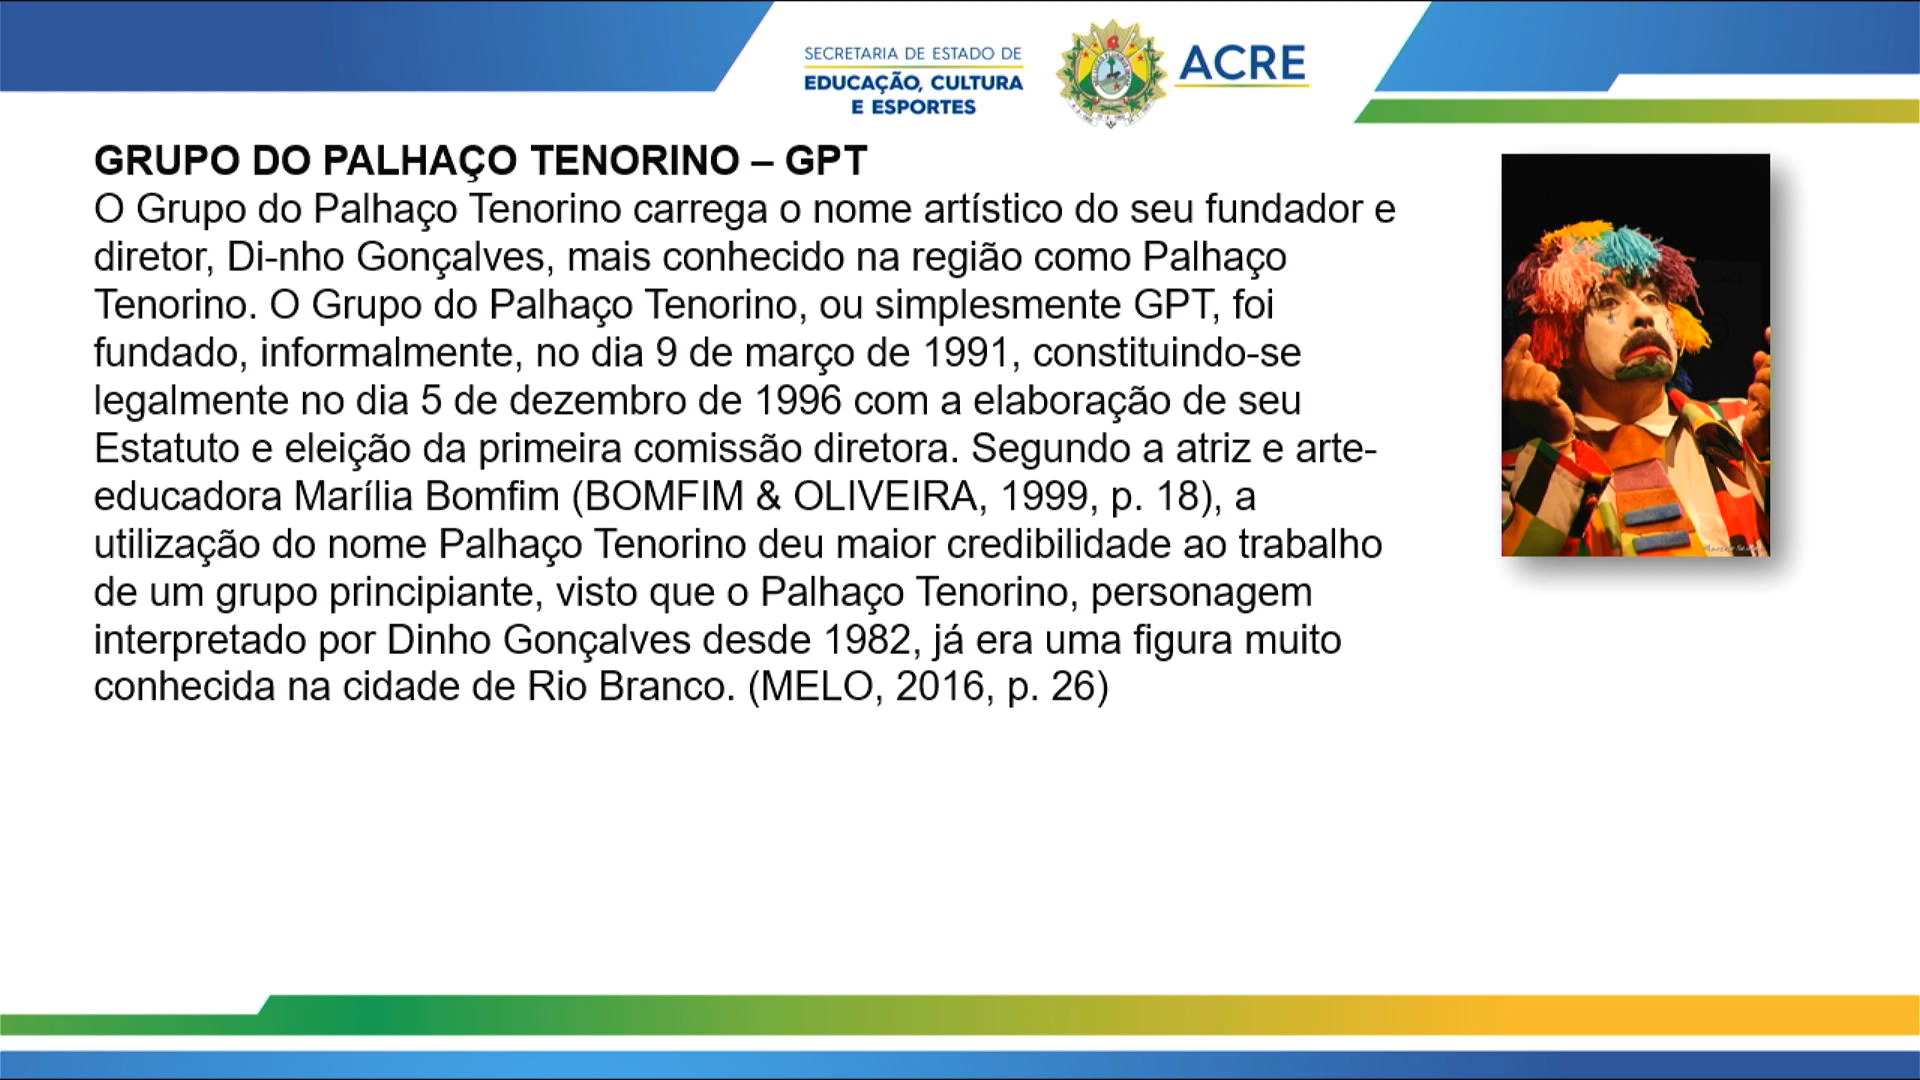 SECRETARIA DE ESTADO DE
EDUCAÇÃO, CULTURA
E ESPORTES
ACRE
GRUPO DO PALHAÇO TENORINO – GPT
O Grupo do Palhaço Tenorino carrega o nome artístico do seu fundador e
diretor, Di-nho Gonçalves, mais conhecido na região como Palhaço
Tenorino. O Grupo do Palhaço Tenorino, ou simplesmente GPT, foi
fundado, informalmente, no dia 9 de março de 1991, constituindo-se
legalmente no dia 5 de dezembro de 1996 com a elaboração de seu
Estatuto e eleição da primeira comissão diretora. Segundo a atriz e arte-
educadora Marília Bomfim (BOMFIM & OLIVEIRA, 1999, p. 18), a
utilização do nome Palhaço Tenorino deu maior credibilidade ao trabalho
de um grupo principiante, visto que o Palhaço Tenorino, personagem
interpretado por Dinho Gonçalves desde 1982, já era uma figura muito
conhecida na cidade de Rio Branco. (MELO, 2016, p. 26)